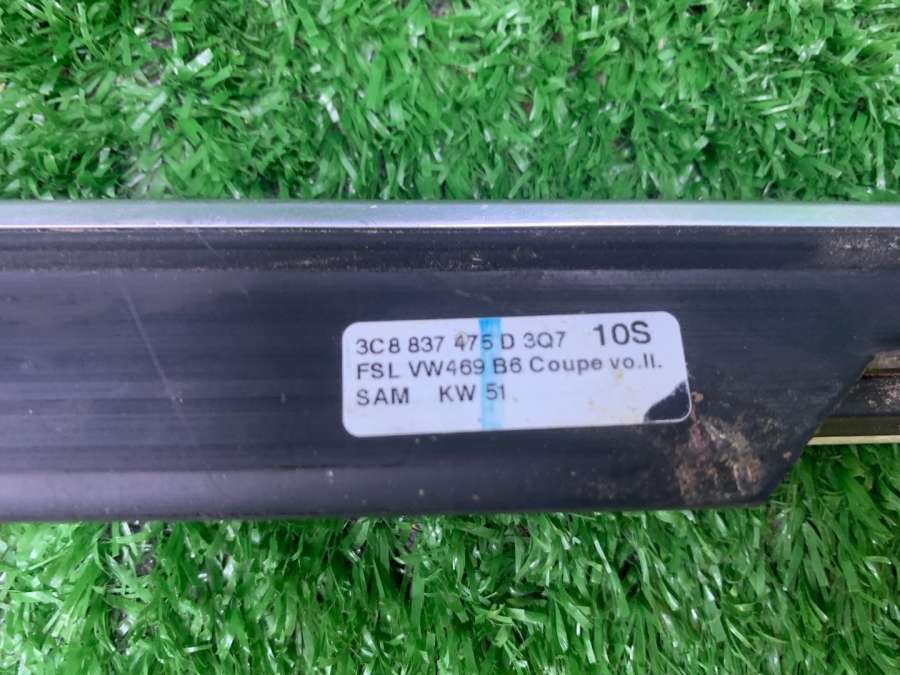 3C8 837 475 D 3Q7 10S
FSL VW469 B6 Coupe vo.li.
SAM KW 51